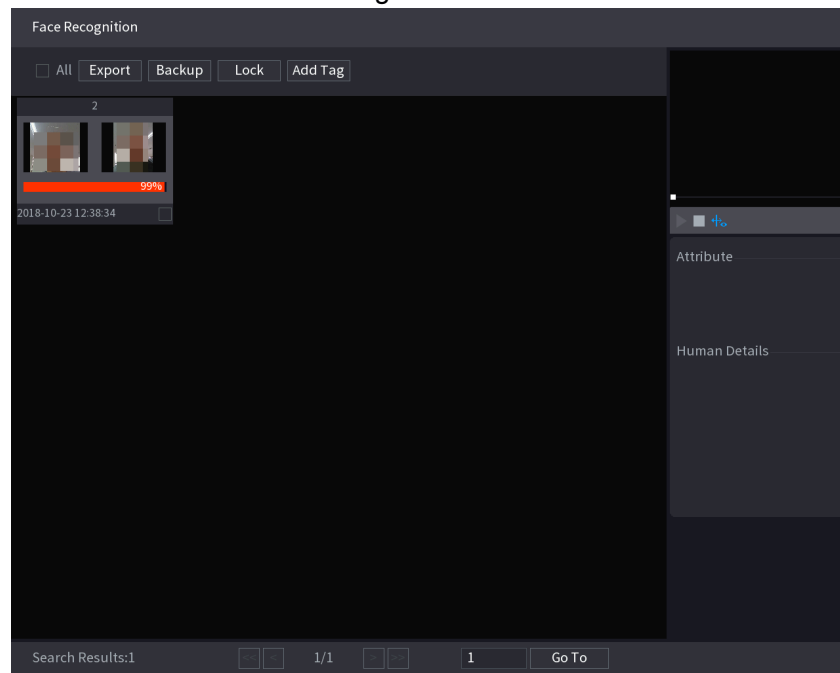 Face Recognition
All Export Backup Lock Add Tag
2
99%
2018-10-23 12:38:34
Attribute
Human Details
Search Results:1 << < 1/1 > >> 1 Go To